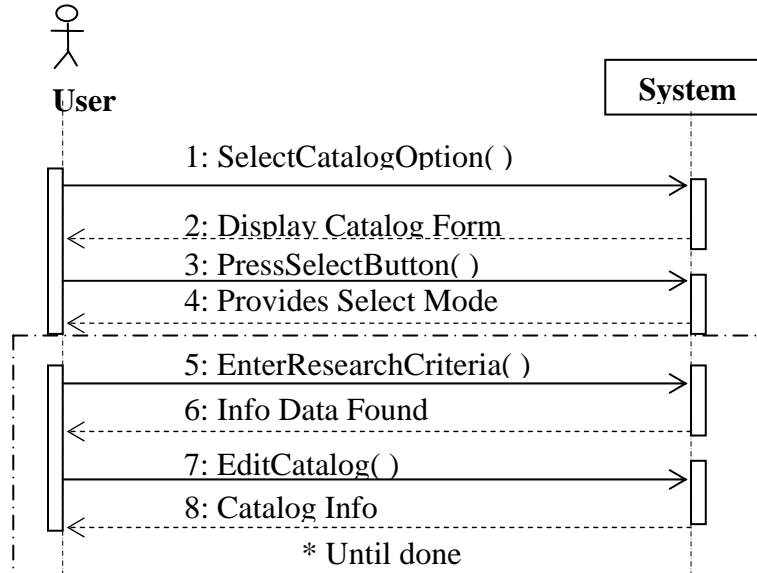 User
System
1: SelectCatalogOption( )
2: Display Catalog Form
3: PressSelectButton( )
4: Provides Select Mode
5: EnterResearchCriteria( )
6: Info Data Found
7: EditCatalog( )
8: Catalog Info
* Until done